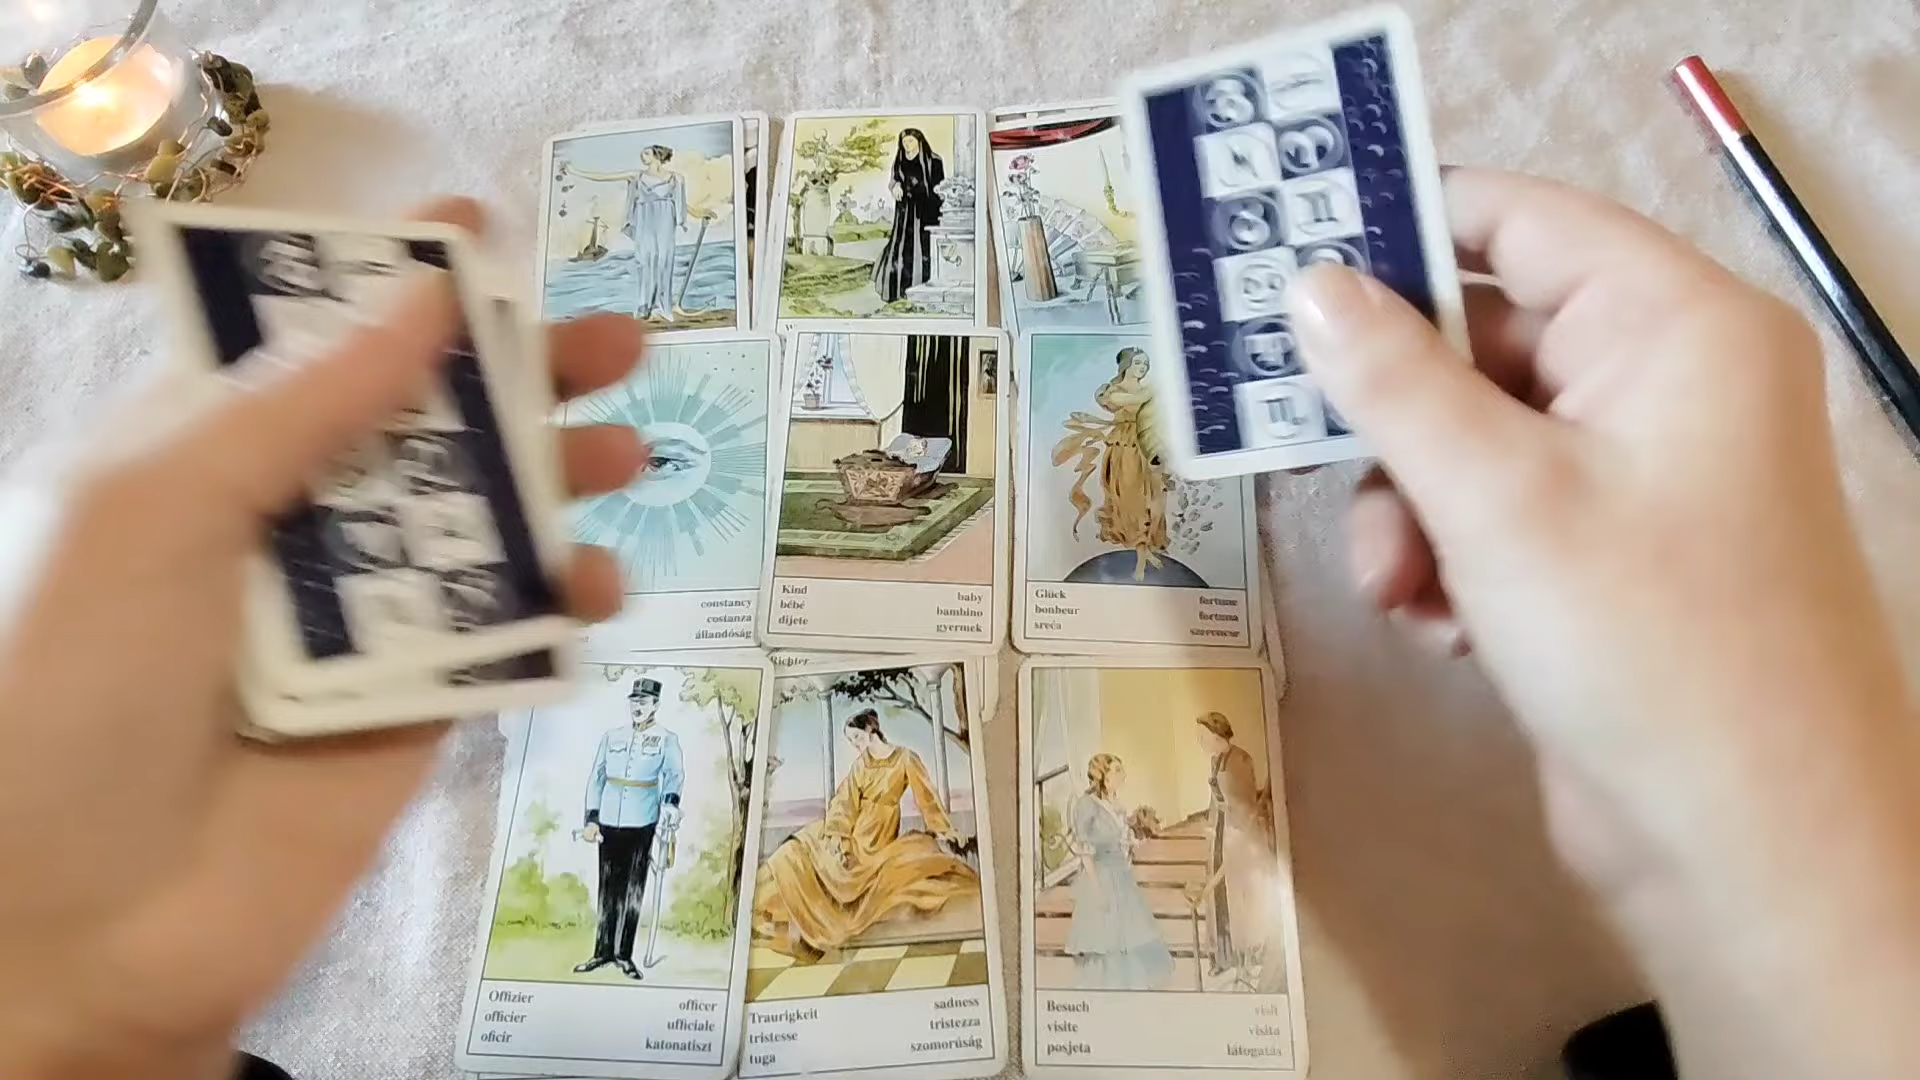 constancy
costanza
állandóság
Kind baby
bébé bambino
dijete gyermek
Glück fortune
bonheur fortuna
sreća szerencse
Richter
Offizier officer
officier ufficiale
oficir katonatiszt
Traurigkeit sadness
tristesse tristezza
tuga szomorúság
Besuch visit
visite visita
posjeta látogatás